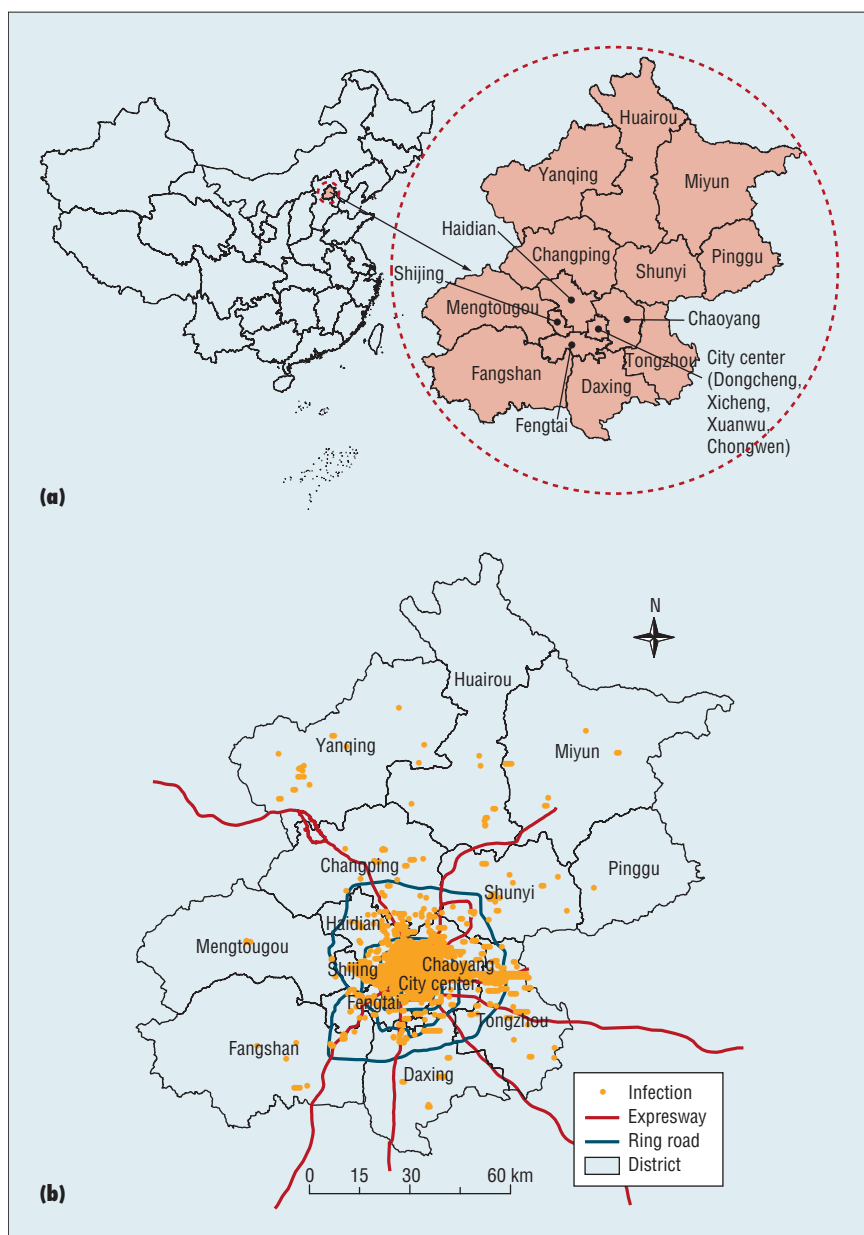 Huairou
Yanqing
Miyun
Haidian
Changping
Pinggu
Shunyi
Shijing
Mengtougou
Chaoyang
Tongzhou
City center
(Dongcheng,
Xicheng,
Xuanwu,
Chongwen)
Fangshan
Daxing
Fengtai
(a)
N
Huairou
Yanqing
Miyun
Changping
Pinggu
Shunyi
Haidian
Mengtougou
Shijing
Chaoyang
City center
Fengtai
Tongzhou
Fangshan
Daxing
Infection
Expresway
Ring road
District
0 15 30 60 km
(b)